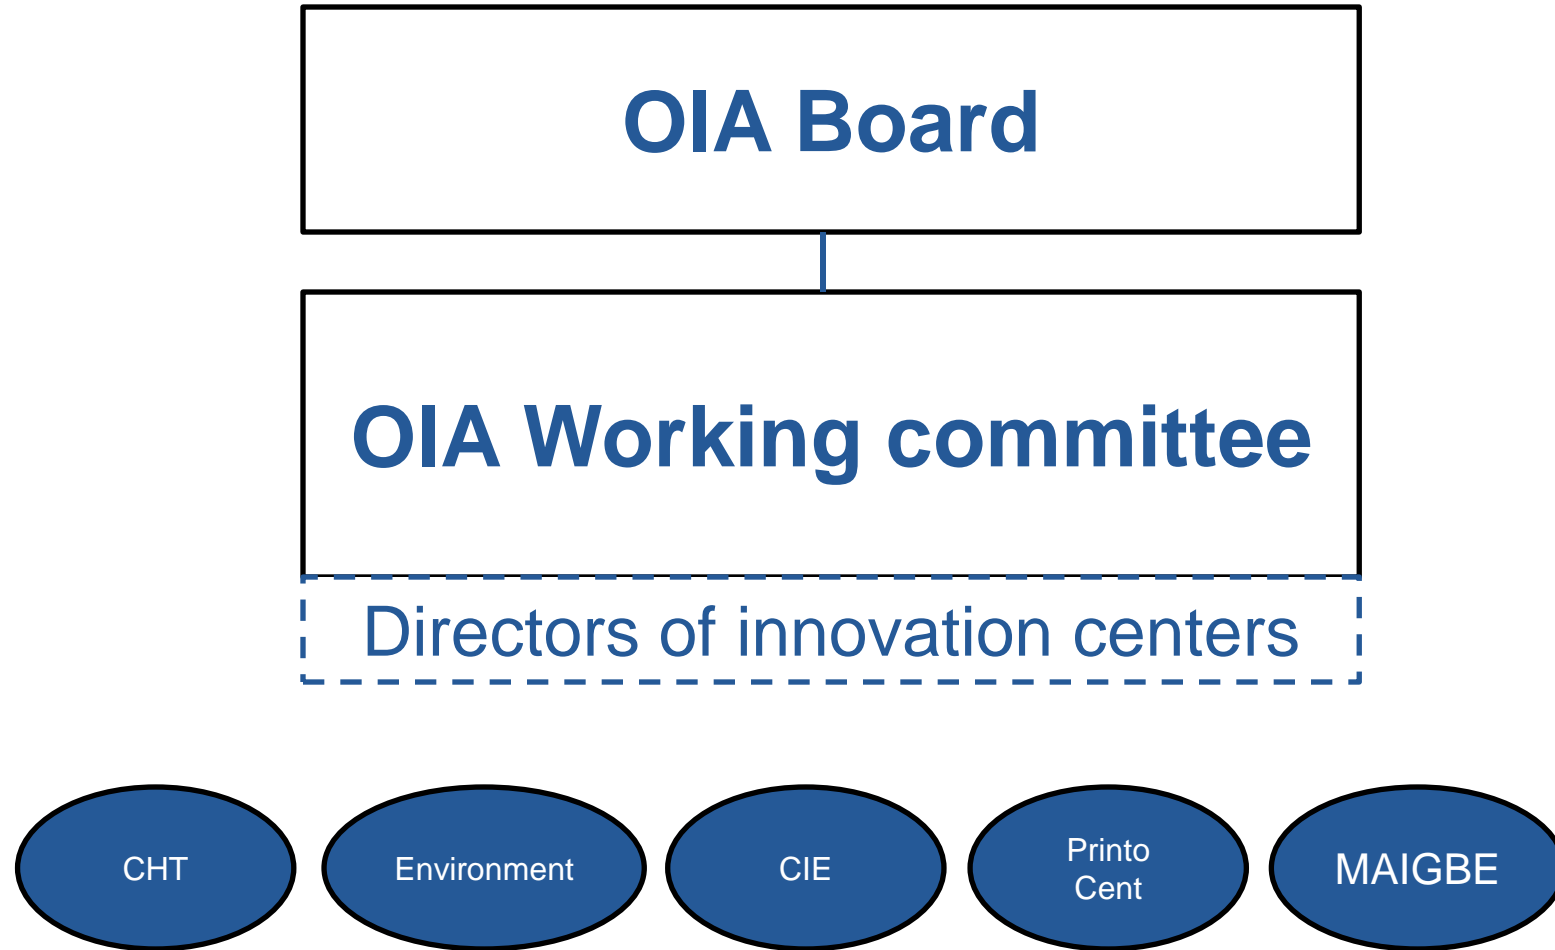 OIA Board
OIA Working committee
Directors of innovation centers
CHT
Environment
CIE
Printo
Cent
MAIGBE